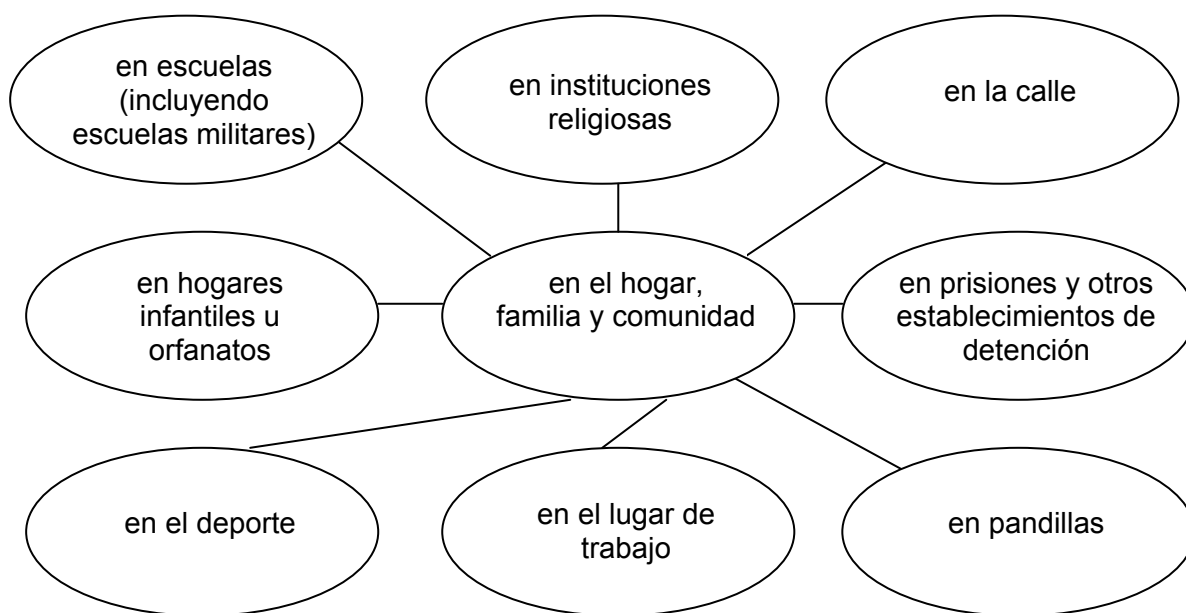 en escuelas
(incluyendo
escuelas militares)
en instituciones
religiosas
en la calle
en hogares
infantiles u
orfanatos
en el hogar,
familia y comunidad
en prisiones y otros
establecimientos de
detención
en el deporte
en el lugar de
trabajo
en pandillas